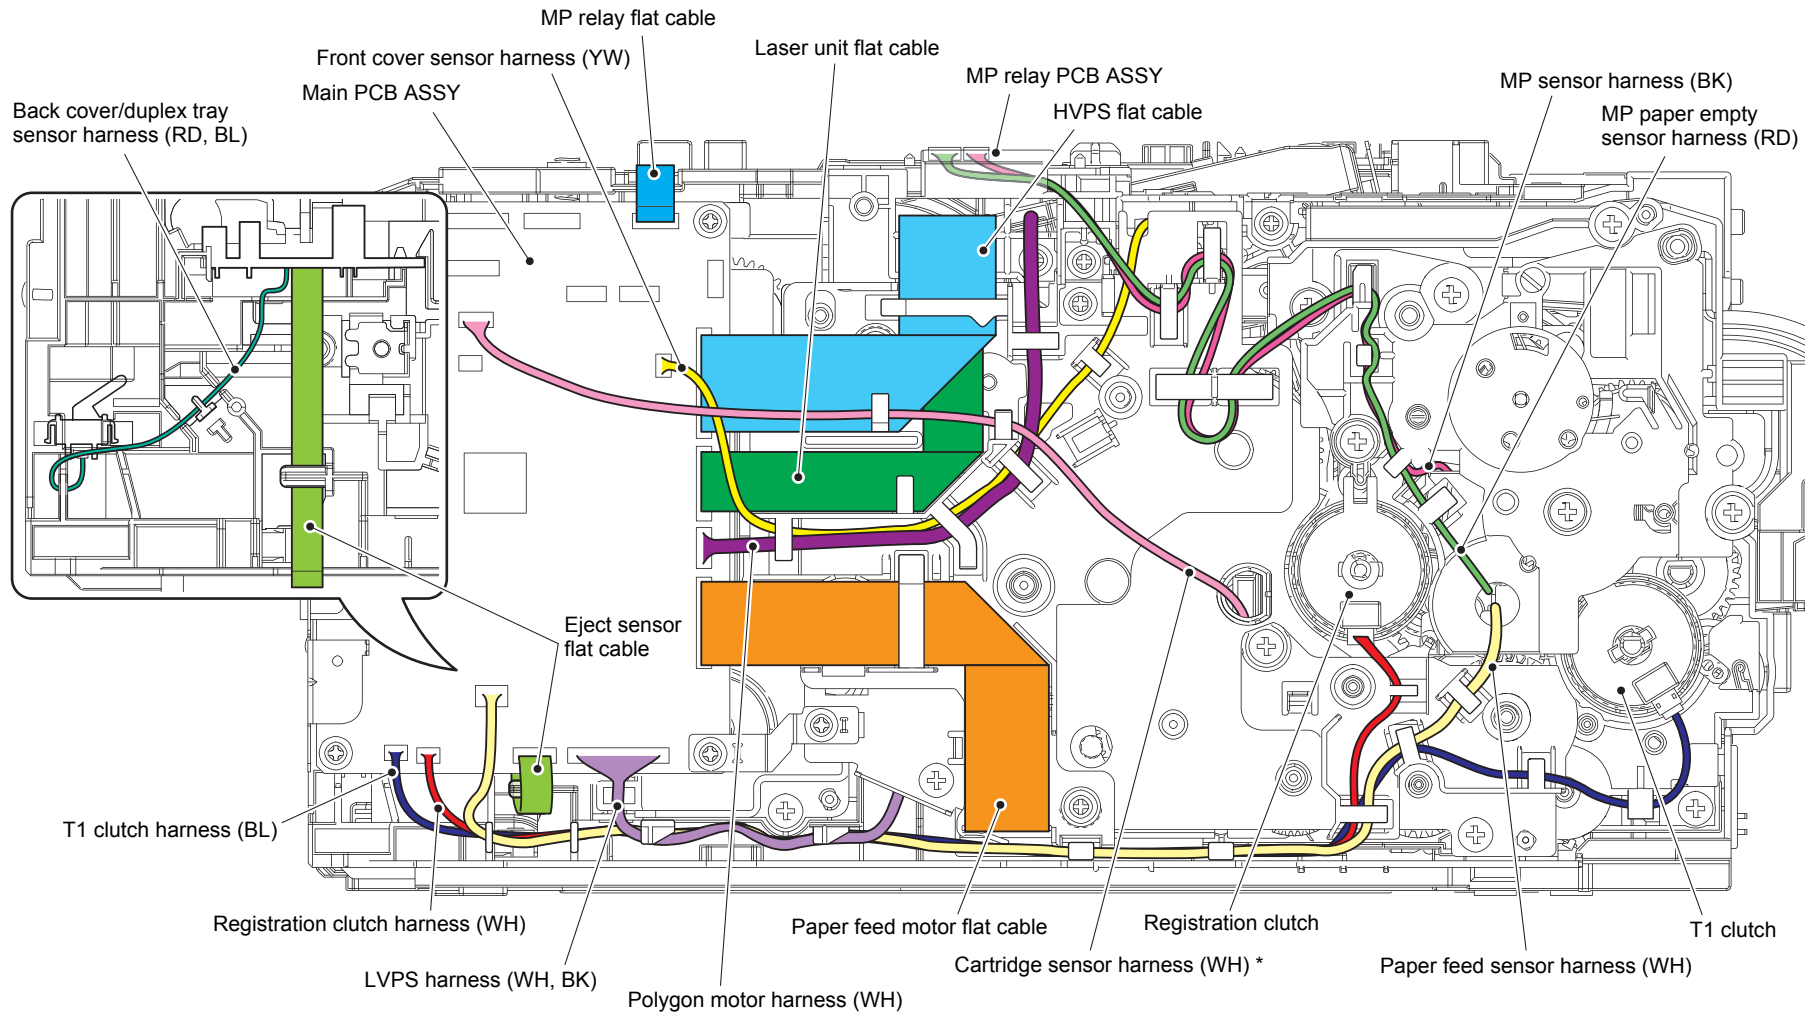 MP relay flat cable
Front cover sensor harness (YW)
Main PCB ASSY
Laser unit flat cable
MP relay PCB ASSY
HVPS flat cable
MP sensor harness (BK)
MP paper empty
sensor harness (RD)
Back cover/duplex tray
sensor harness (RD, BL)
Eject sensor
flat cable
T1 clutch harness (BL)
Registration clutch harness (WH)
LVPS harness (WH, BK)
Polygon motor harness (WH)
Paper feed motor flat cable
Cartridge sensor harness (WH) *
Registration clutch
Paper feed sensor harness (WH)
T1 clutch